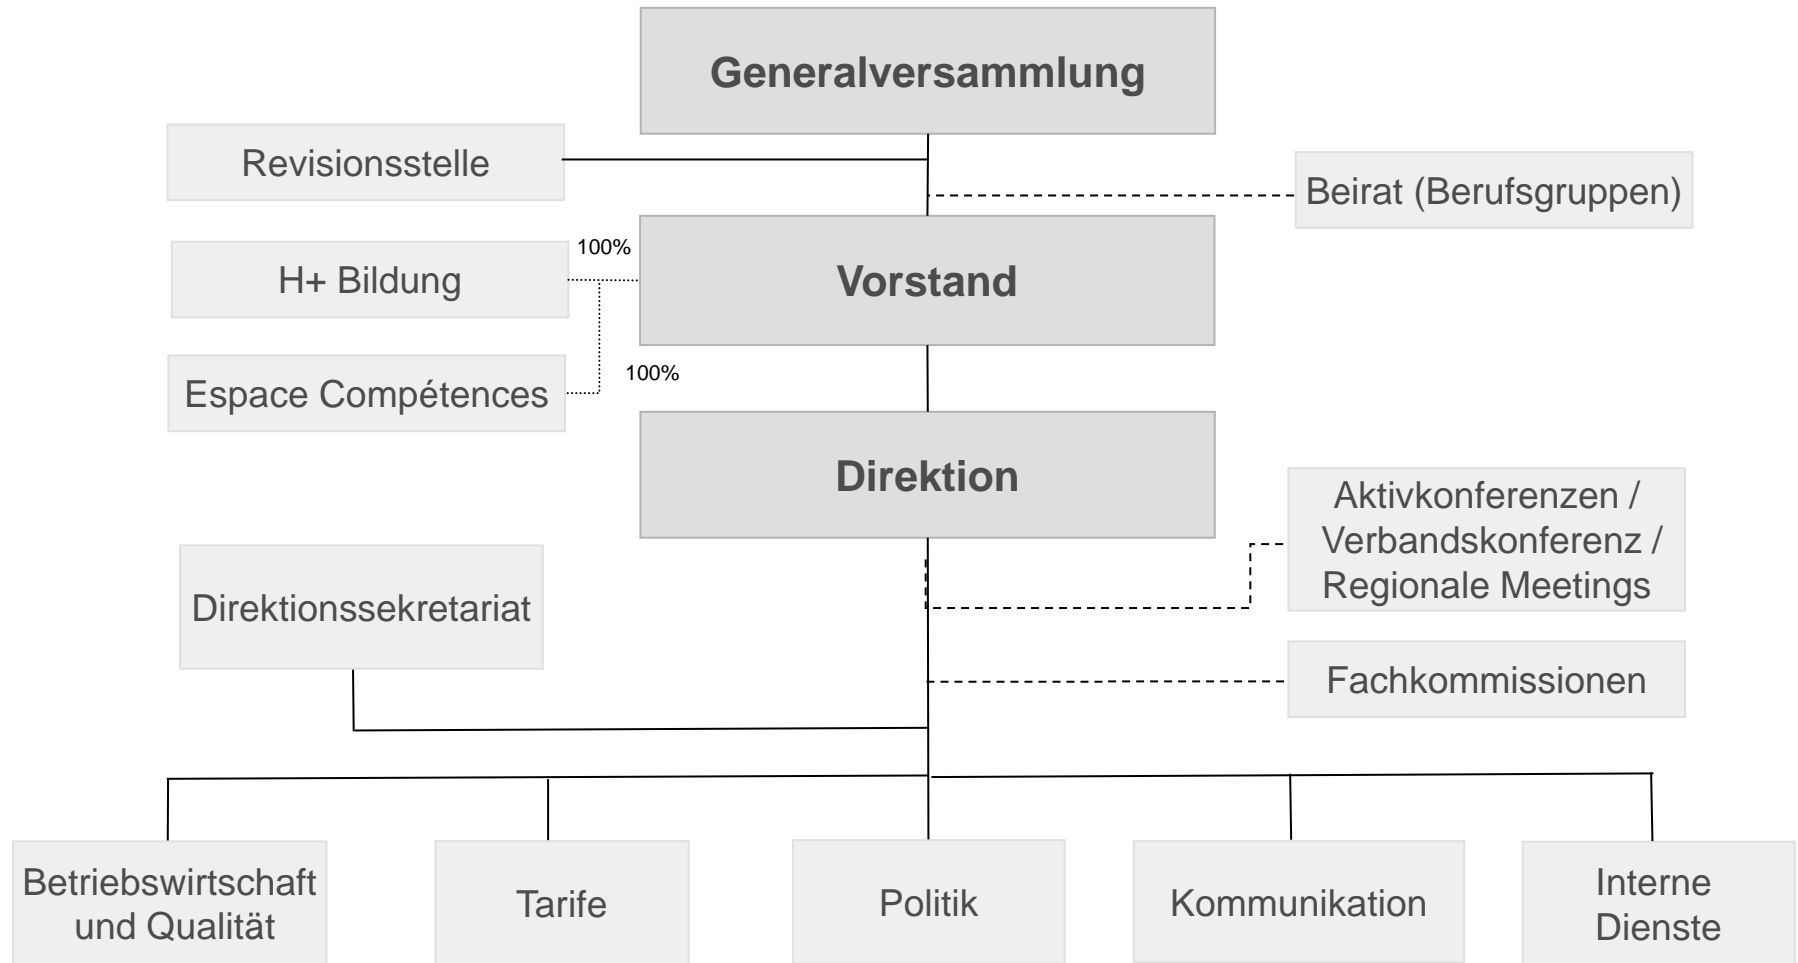 Generalversammlung
Revisionsstelle
Beirat (Berufsgruppen)
100%
H+ Bildung
Vorstand
100%
Espace Compétences
Direktion
Aktivkonferenzen /
Verbandskonferenz /
Regionale Meetings
Direktionssekretariat
Fachkommissionen
Betriebswirtschaft
und Qualität
Tarife
Politik
Kommunikation
Interne
Dienste